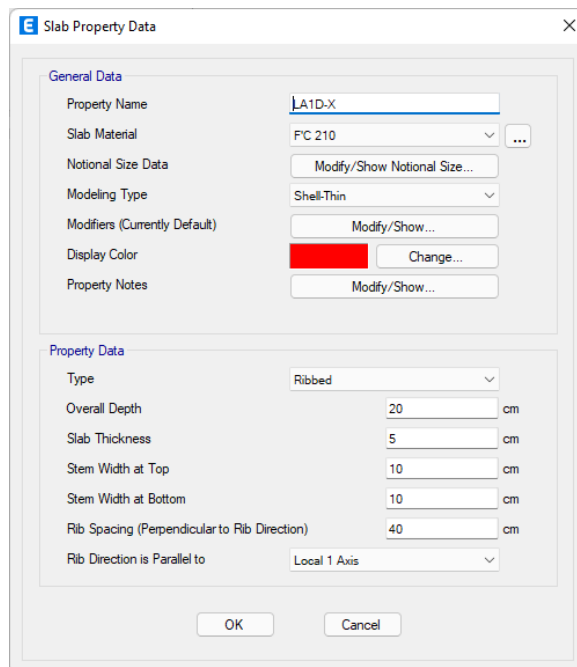 E Slab Property Data
General Data
Property Name LA1D-X
Slab Material F'C 210 ...
Notional Size Data Modify/Show Notional Size...
Modeling Type Shell-Thin
Modifiers (Currently Default) Modify/Show...
Display Color Change...
Property Notes Modify/Show...
Property Data
Type Ribbed
Overall Depth 20 cm
Slab Thickness 5 cm
Stem Width at Top 10 cm
Stem Width at Bottom 10 cm
Rib Spacing (Perpendicular to Rib Direction) 40 cm
Rib Direction is Parallel to Local 1 Axis
OK Cancel